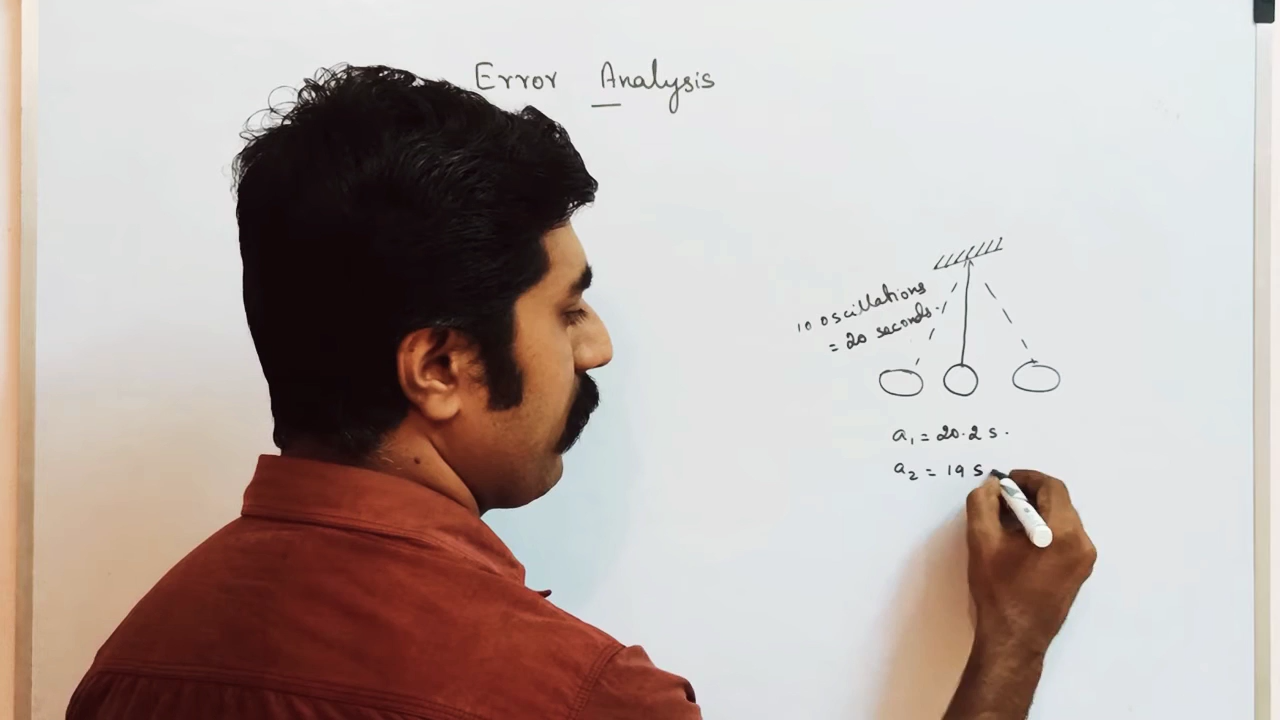 Error Analysis
10 oscillations
= 20 seconds.
a₁ = 20.2 s.
a₂ = 19 s